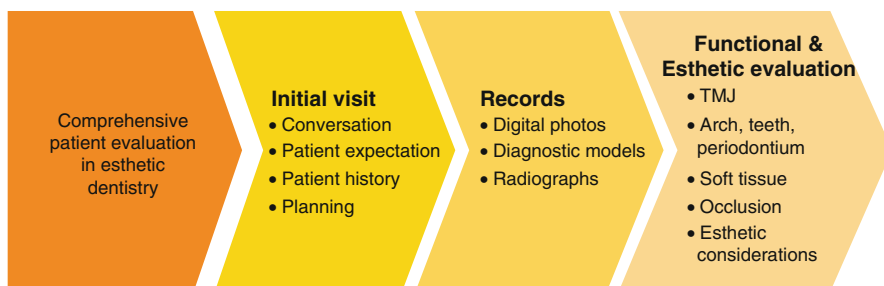 Comprehensive
patient evaluation
in esthetic
dentistry
Initial visit
• Conversation
• Patient expectation
• Patient history
• Planning
Records
• Digital photos
• Diagnostic models
• Radiographs
Functional &
Esthetic evaluation
• TMJ
• Arch, teeth,
periodontium
• Soft tissue
• Occlusion
• Esthetic
considerations